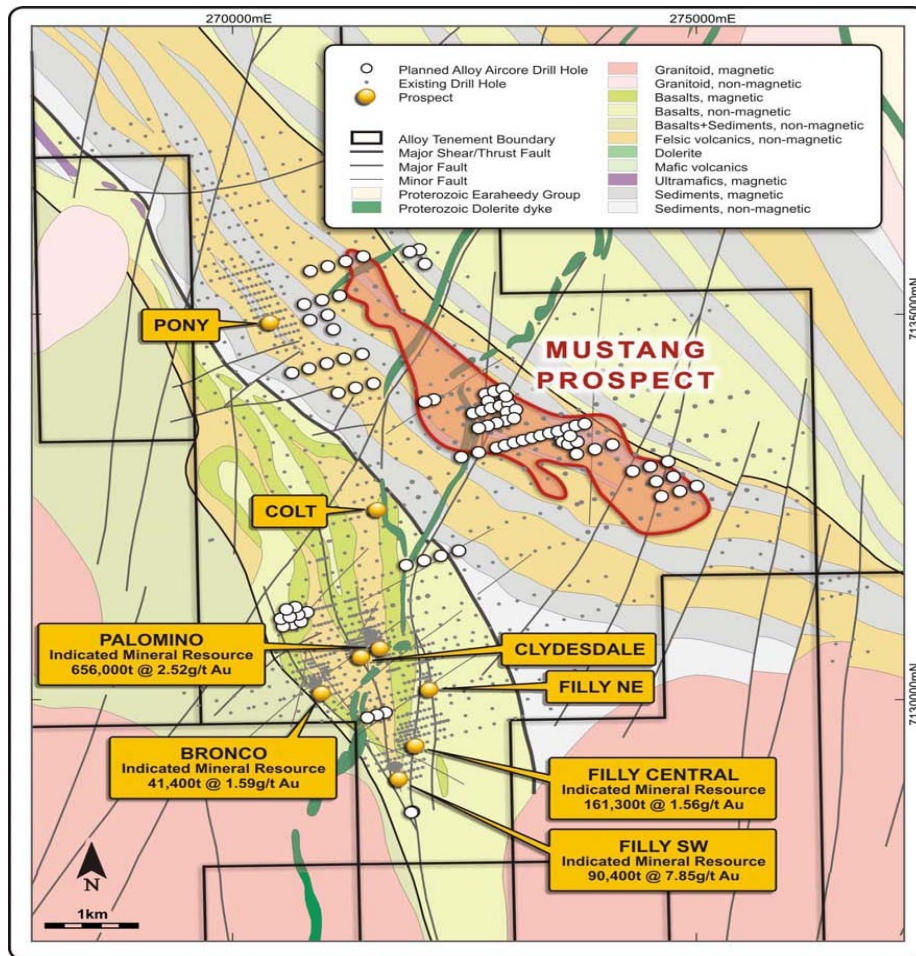 270000mE
275000mE
Planned Alloy Aircore Drill Hole
Existing Drill Hole
Prospect
Alloy Tenement Boundary
Major Shear/Thrust Fault
Major Fault
Minor Fault
Proterozoic Earaheedy Group
Proterozoic Dolerite dyke
Granitoid, magnetic
Granitoid, non-magnetic
Basalts, magnetic
Basalts, non-magnetic
Basalts+Sediments, non-magnetic
Felsic volcanics, non-magnetic
Dolerite
Mafic volcanics
Ultramafics, magnetic
Sediments, magnetic
Sediments, non-magnetic
7135000mN
PONY
MUSTANG
PROSPECT
COLT
PALOMINO
Indicated Mineral Resource
656,000t @ 2.52g/t Au
CLYDESDALE
FILLY NE
7130000mN
BRONCO
Indicated Mineral Resource
41,400t @ 1.59g/t Au
FILLY CENTRAL
Indicated Mineral Resource
161,300t @ 1.56g/t Au
FILLY SW
Indicated Mineral Resource
90,400t @ 7.85g/t Au
N
1km